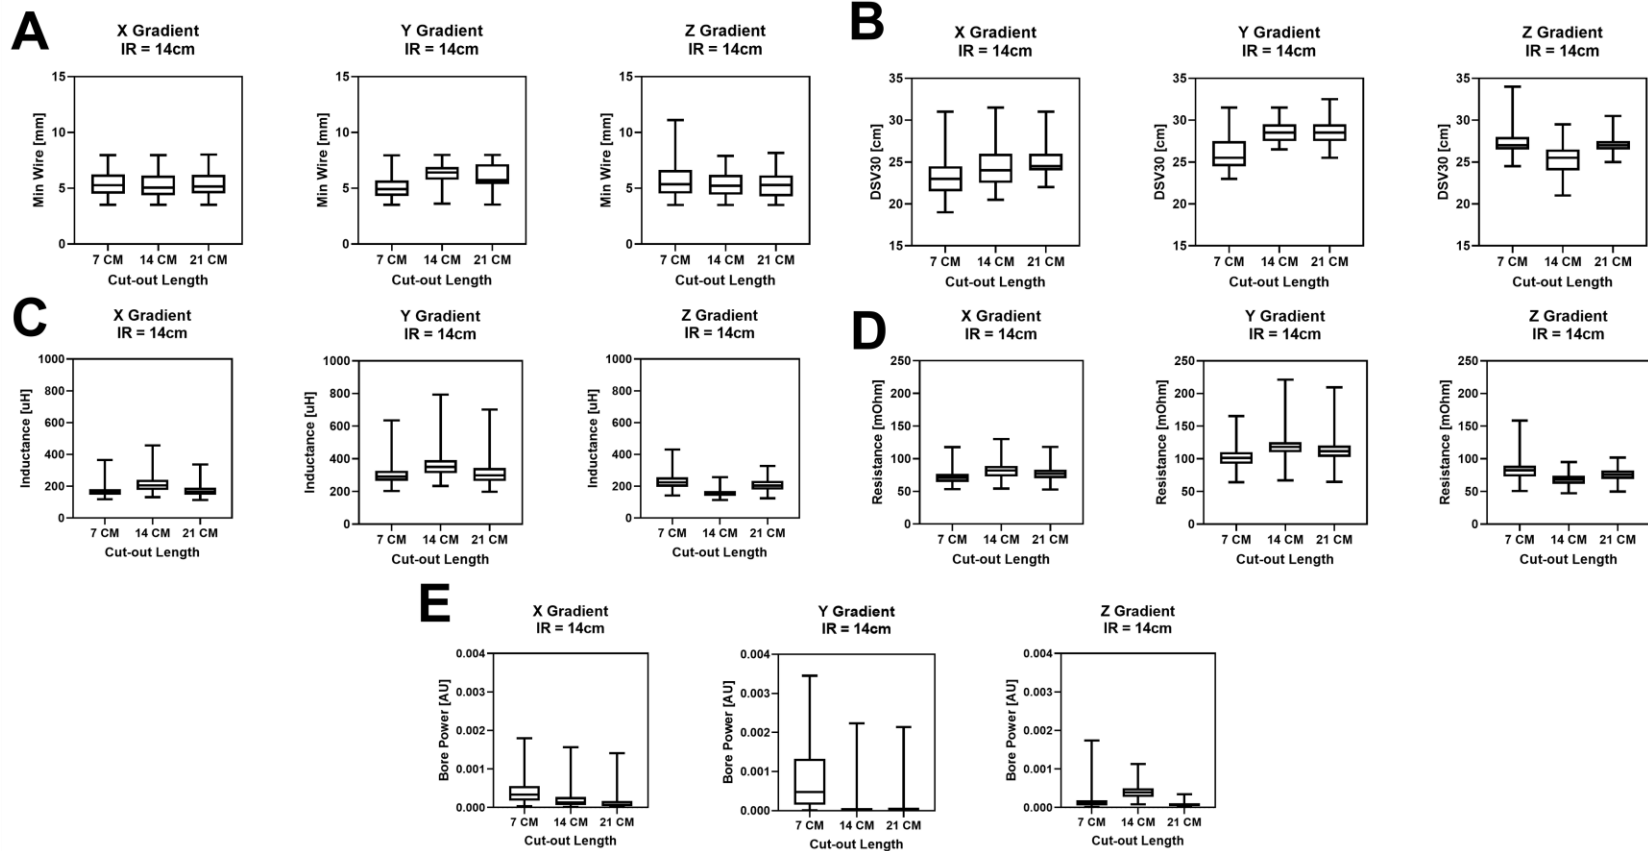 A
X Gradient
IR = 14cm
Min Wire [mm]
15
10
5
0
7 CM 14 CM 21 CM
Cut-out Length
Y Gradient
IR = 14cm
Min Wire [mm]
15
10
5
0
7 CM 14 CM 21 CM
Cut-out Length
Z Gradient
IR = 14cm
Min Wire [mm]
15
10
5
0
7 CM 14 CM 21 CM
Cut-out Length
B
X Gradient
IR = 14cm
DSV30 [cm]
35
30
25
20
15
7 CM 14 CM 21 CM
Cut-out Length
Y Gradient
IR = 14cm
DSV30 [cm]
35
30
25
20
15
7 CM 14 CM 21 CM
Cut-out Length
Z Gradient
IR = 14cm
DSV30 [cm]
35
30
25
20
15
7 CM 14 CM 21 CM
Cut-out Length
C
X Gradient
IR = 14cm
Inductance [uH]
1000
800
600
400
200
0
7 CM 14 CM 21 CM
Cut-out Length
Y Gradient
IR = 14cm
Inductance [uH]
1000
800
600
400
200
0
7 CM 14 CM 21 CM
Cut-out Length
Z Gradient
IR = 14cm
Inductance [uH]
1000
800
600
400
200
0
7 CM 14 CM 21 CM
Cut-out Length
D
X Gradient
IR = 14cm
Resistance [mOhm]
250
200
150
100
50
0
7 CM 14 CM 21 CM
Cut-out Length
Y Gradient
IR = 14cm
Resistance [mOhm]
250
200
150
100
50
0
7 CM 14 CM 21 CM
Cut-out Length
Z Gradient
IR = 14cm
Resistance [mOhm]
250
200
150
100
50
0
7 CM 14 CM 21 CM
Cut-out Length
E
X Gradient
IR = 14cm
Bore Power [AU]
0.004
0.003
0.002
0.001
0.000
7 CM 14 CM 21 CM
Cut-out Length
Y Gradient
IR = 14cm
Bore Power [AU]
0.004
0.003
0.002
0.001
0.000
7 CM 14 CM 21 CM
Cut-out Length
Z Gradient
IR = 14cm
Bore Power [AU]
0.004
0.003
0.002
0.001
0.000
7 CM 14 CM 21 CM
Cut-out Length